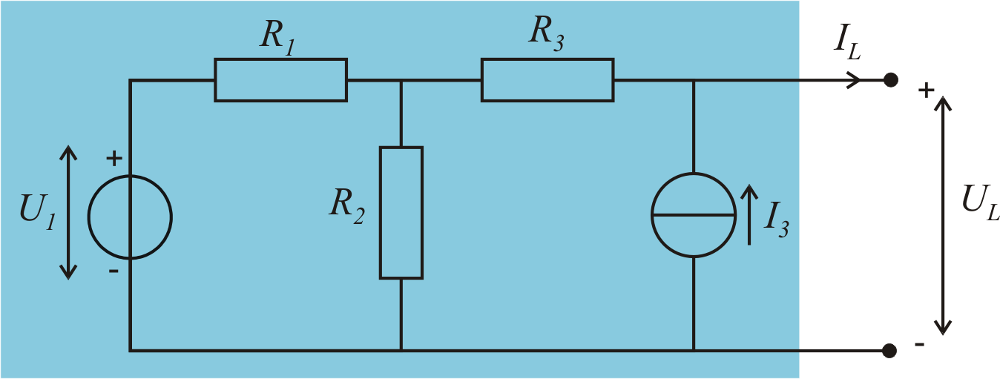 R1
R3
IL
+
+
U1
R2
I3
UL
-
-